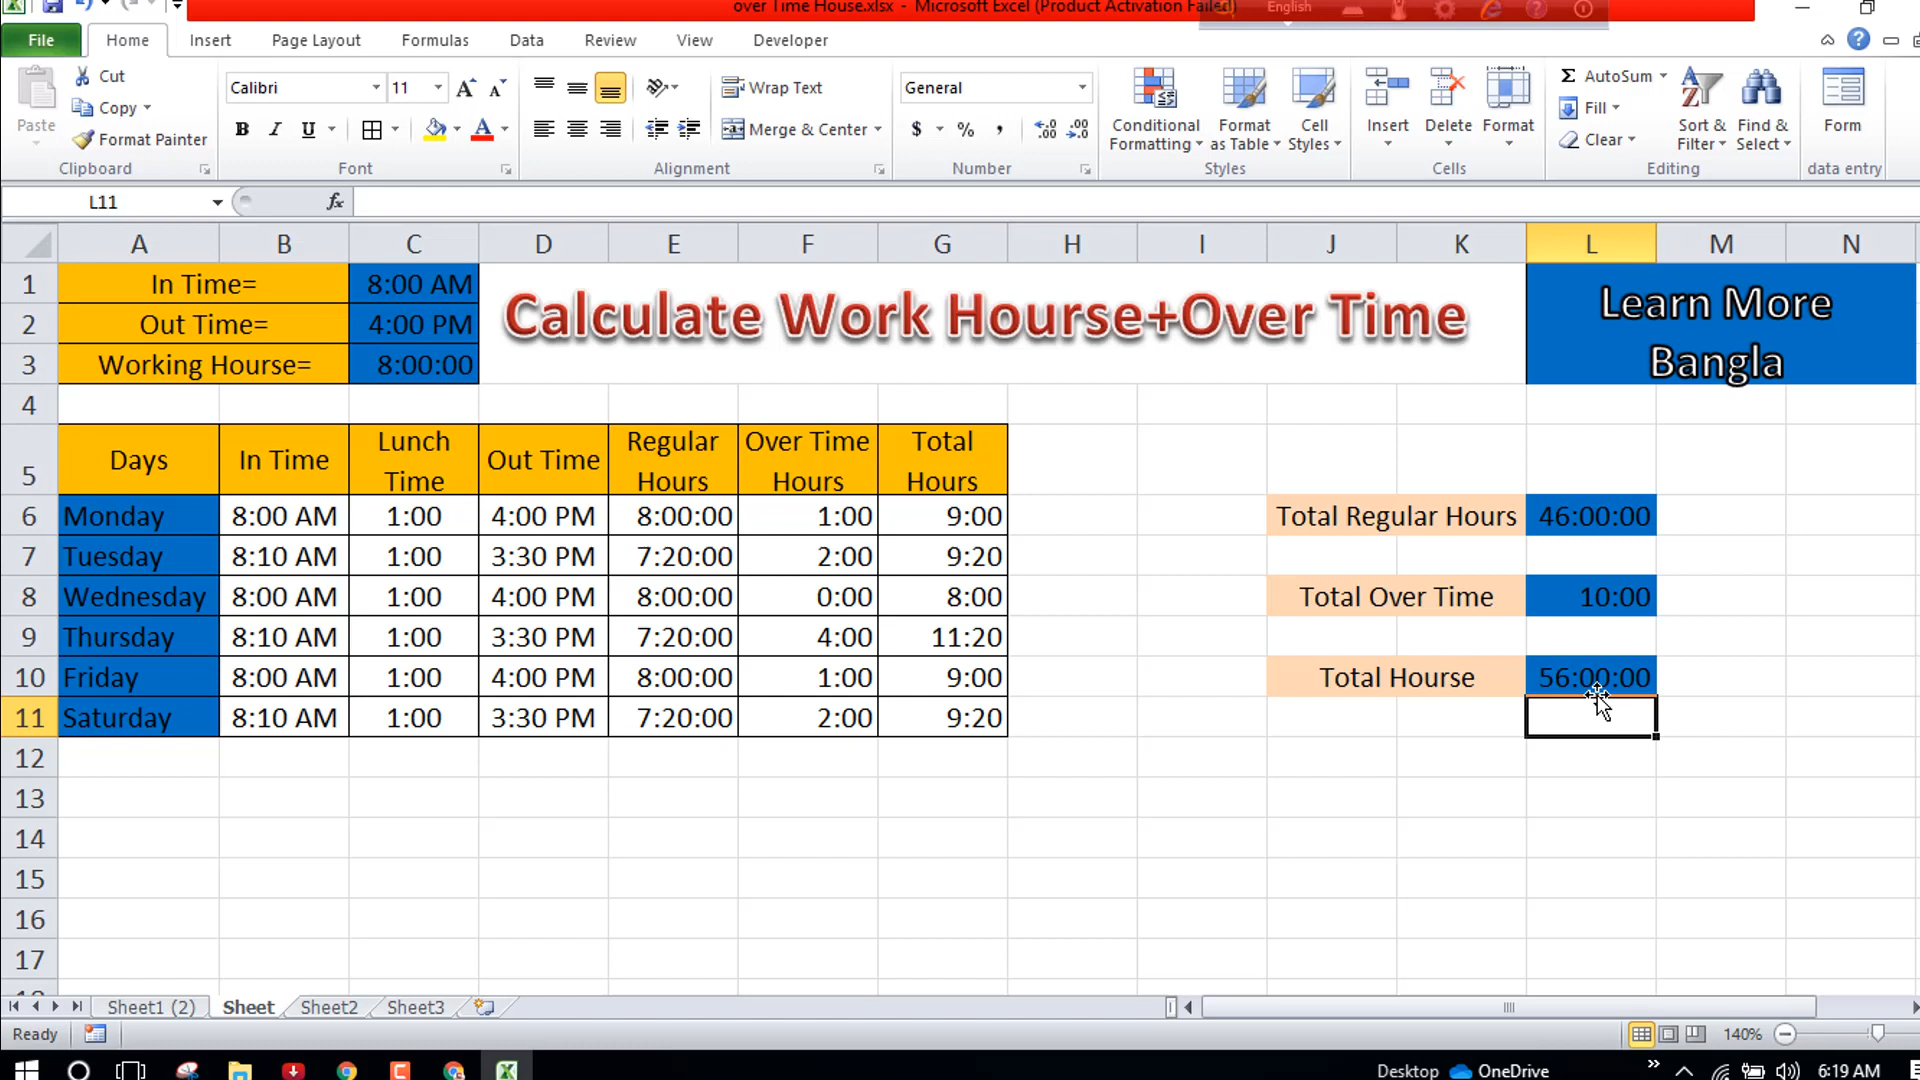 over Time House.xlsx - Microsoft Excel (Product Activation Failed)
English
File Home Insert Page Layout Formulas Data Review View Developer
Cut
Copy
Format Painter
Paste
Clipboard
Calibri 11
B I U A
Font
Wrap Text
Merge & Center
Alignment
General
$ % ,
Number
Conditional Formatting
Format as Table
Cell Styles
Styles
Insert Delete Format
Cells
AutoSum
Fill
Clear
Sort & Filter
Find & Select
Editing
Form
data entry
L11 fx
A B C D E F G H I J K L M N
1 In Time= 8:00 AM
2 Out Time= 4:00 PM
3 Working Hourse= 8:00:00
Calculate Work Hourse+Over Time
Learn More
Bangla
4
5 Days In Time Lunch Time Out Time Regular Hours Over Time Hours Total Hours
6 Monday 8:00 AM 1:00 4:00 PM 8:00:00 1:00 9:00 Total Regular Hours 46:00:00
7 Tuesday 8:10 AM 1:00 3:30 PM 7:20:00 2:00 9:20
8 Wednesday 8:00 AM 1:00 4:00 PM 8:00:00 0:00 8:00 Total Over Time 10:00
9 Thursday 8:10 AM 1:00 3:30 PM 7:20:00 4:00 11:20
10 Friday 8:00 AM 1:00 4:00 PM 8:00:00 1:00 9:00 Total Hourse 56:00:00
11 Saturday 8:10 AM 1:00 3:30 PM 7:20:00 2:00 9:20
12
13
14
15
16
17
Sheet1 (2) Sheet Sheet2 Sheet3
Ready 140%
Desktop OneDrive 6:19 AM